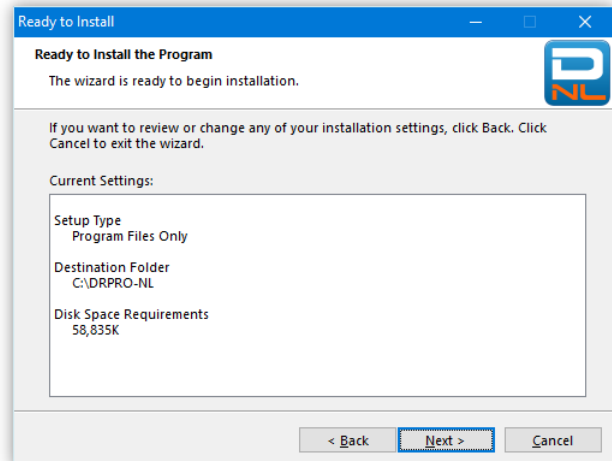 Ready to Install
Ready to Install the Program
The wizard is ready to begin installation.
D
NL
If you want to review or change any of your installation settings, click Back. Click
Cancel to exit the wizard.
Current Settings:
Setup Type
Program Files Only
Destination Folder
C:\DRPRO-NL
Disk Space Requirements
58,835K
< Back
Next >
Cancel